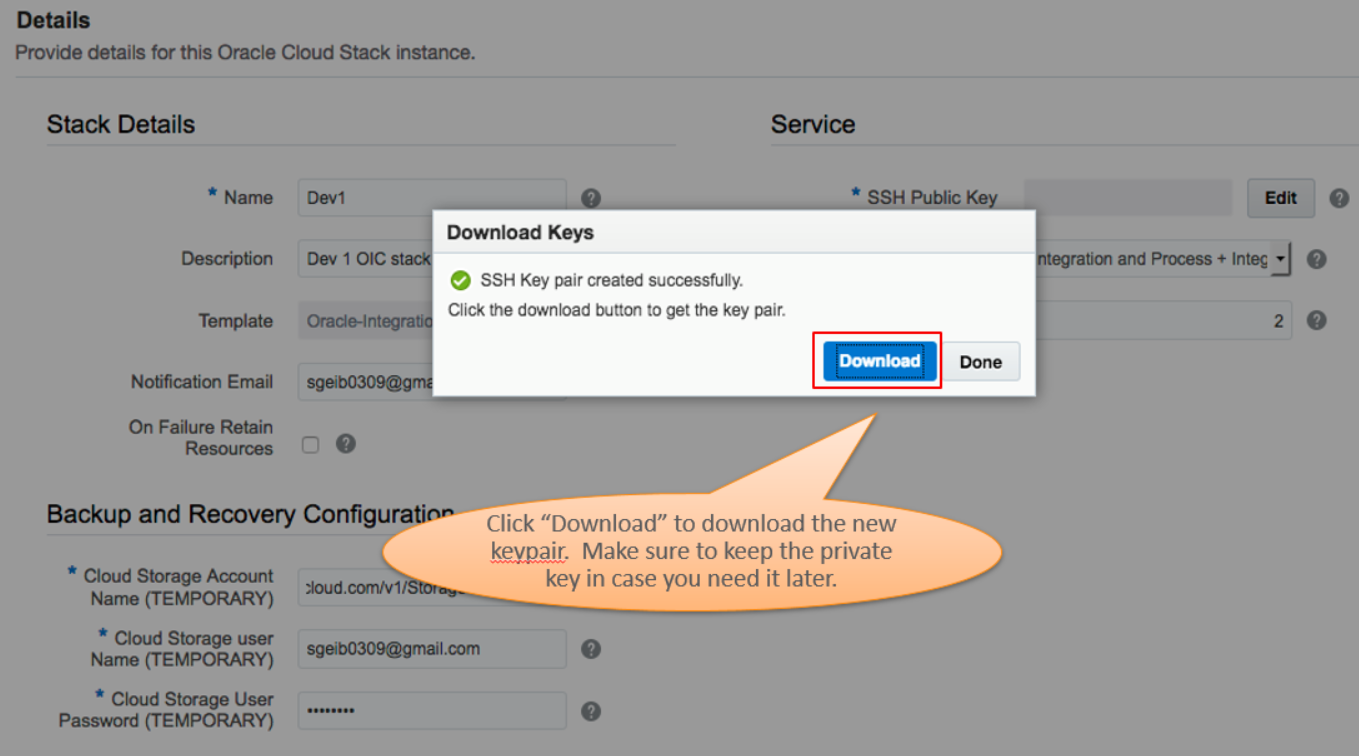 Details
Provide details for this Oracle Cloud Stack instance.
Stack Details
Service
* Name
Dev1
* SSH Public Key
Edit
Download Keys
SSH Key pair created successfully.
Click the download button to get the key pair.
Download
Done
Description
Dev 1 OIC stack
ntegration and Process + Integ
Template
Oracle-Integratio
2
Notification Email
sgeib0309@gma
On Failure Retain
Resources
Backup and Recovery Configuration
Click “Download” to download the new
keypair. Make sure to keep the private
key in case you need it later.
* Cloud Storage Account
Name (TEMPORARY)
cloud.com/v1/Storage
* Cloud Storage user
Name (TEMPORARY)
sgeib0309@gmail.com
* Cloud Storage User
Password (TEMPORARY)
••••••••